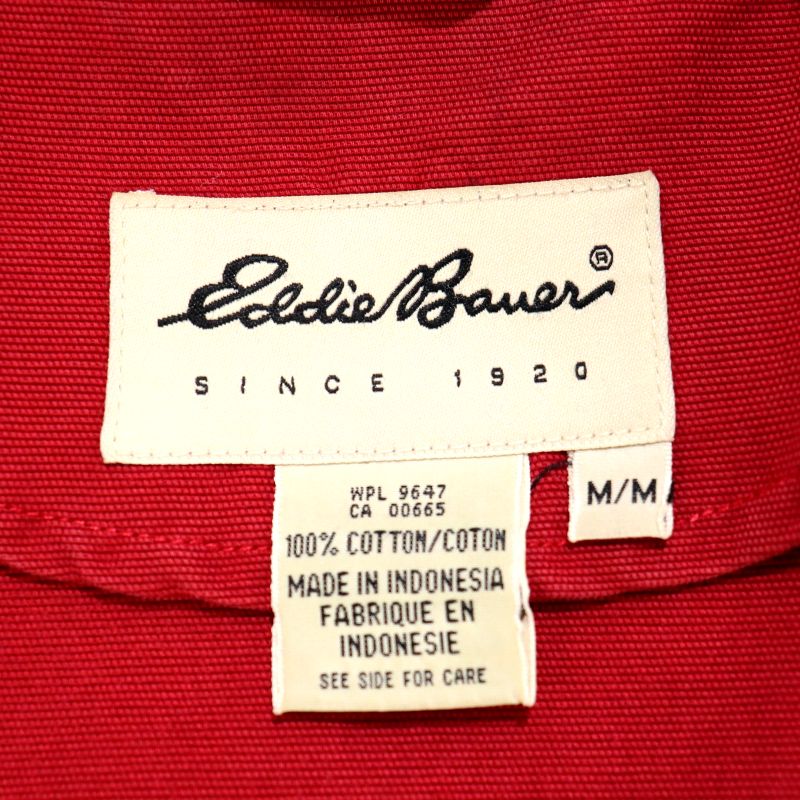 Eddie Bauer®
SINCE 1920
M/M
WPL 9647
CA 00665
100% COTTON/COTON
MADE IN INDONESIA
FABRIQUE EN
INDONESIE
SEE SIDE FOR CARE